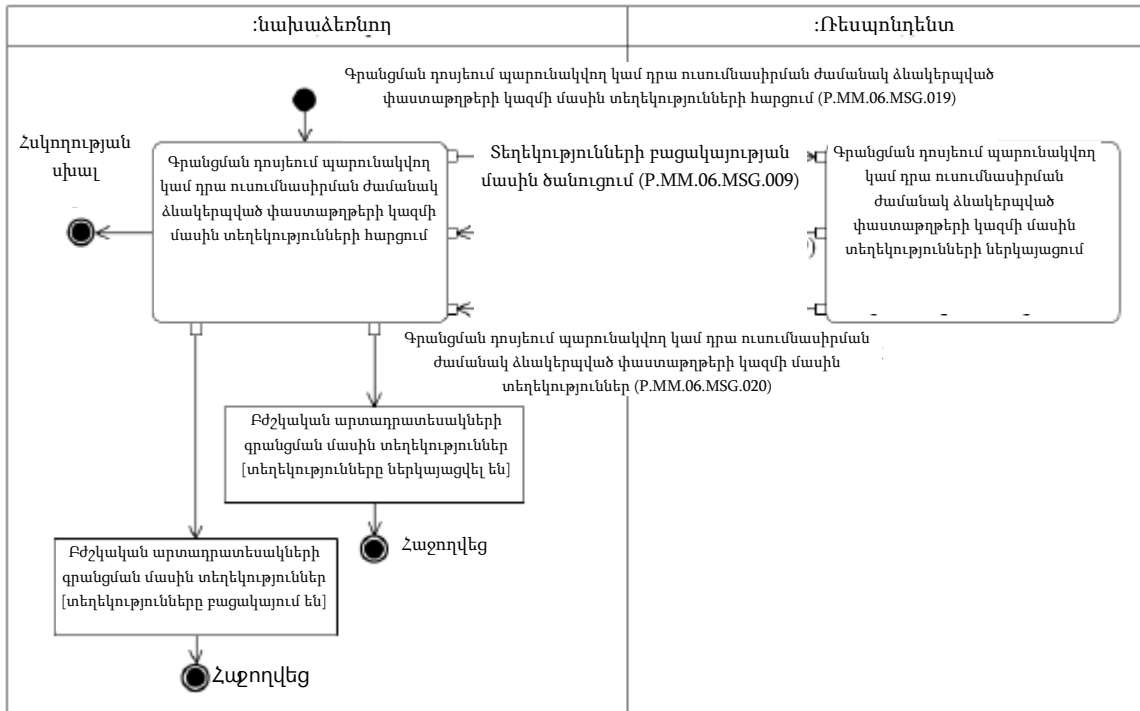 :նախաձեռնող
:Ռեսպոնդենտ
Գրանցման դոսյեում պարունակվող կամ դրա ուսումնասիրման ժամանակ ձևակերպված
փաստաթղթերի կազմի մասին տեղեկությունների հարցում (P.MM.06.MSG.019)
Հսկողության
սխալ
Գրանցման դոսյեում պարունակվող
կամ դրա ուսումնասիրման ժամանակ
ձևակերպված փաստաթղթերի կազմի
մասին տեղեկությունների հարցում
Տեղեկությունների բացակայության
մասին ծանուցում (P.MM.06.MSG.009)
Գրանցման դոսյեում պարունակվող
կամ դրա ուսումնասիրման
ժամանակ ձևակերպված
փաստաթղթերի կազմի մասին
տեղեկությունների ներկայացում
Գրանցման դոսյեում պարունակվող կամ դրա ուսումնասիրման
ժամանակ ձևակերպված փաստաթղթերի կազմի մասին
տեղեկություններ (P.MM.06.MSG.020)
Բժշկական արտադրատեսակների
գրանցման մասին տեղեկություններ
[տեղեկությունները ներկայացվել են]
Հաջողվեց
Բժշկական արտադրատեսակների
գրանցման մասին տեղեկություններ
[տեղեկությունները բացակայում են]
Հաջողվեց